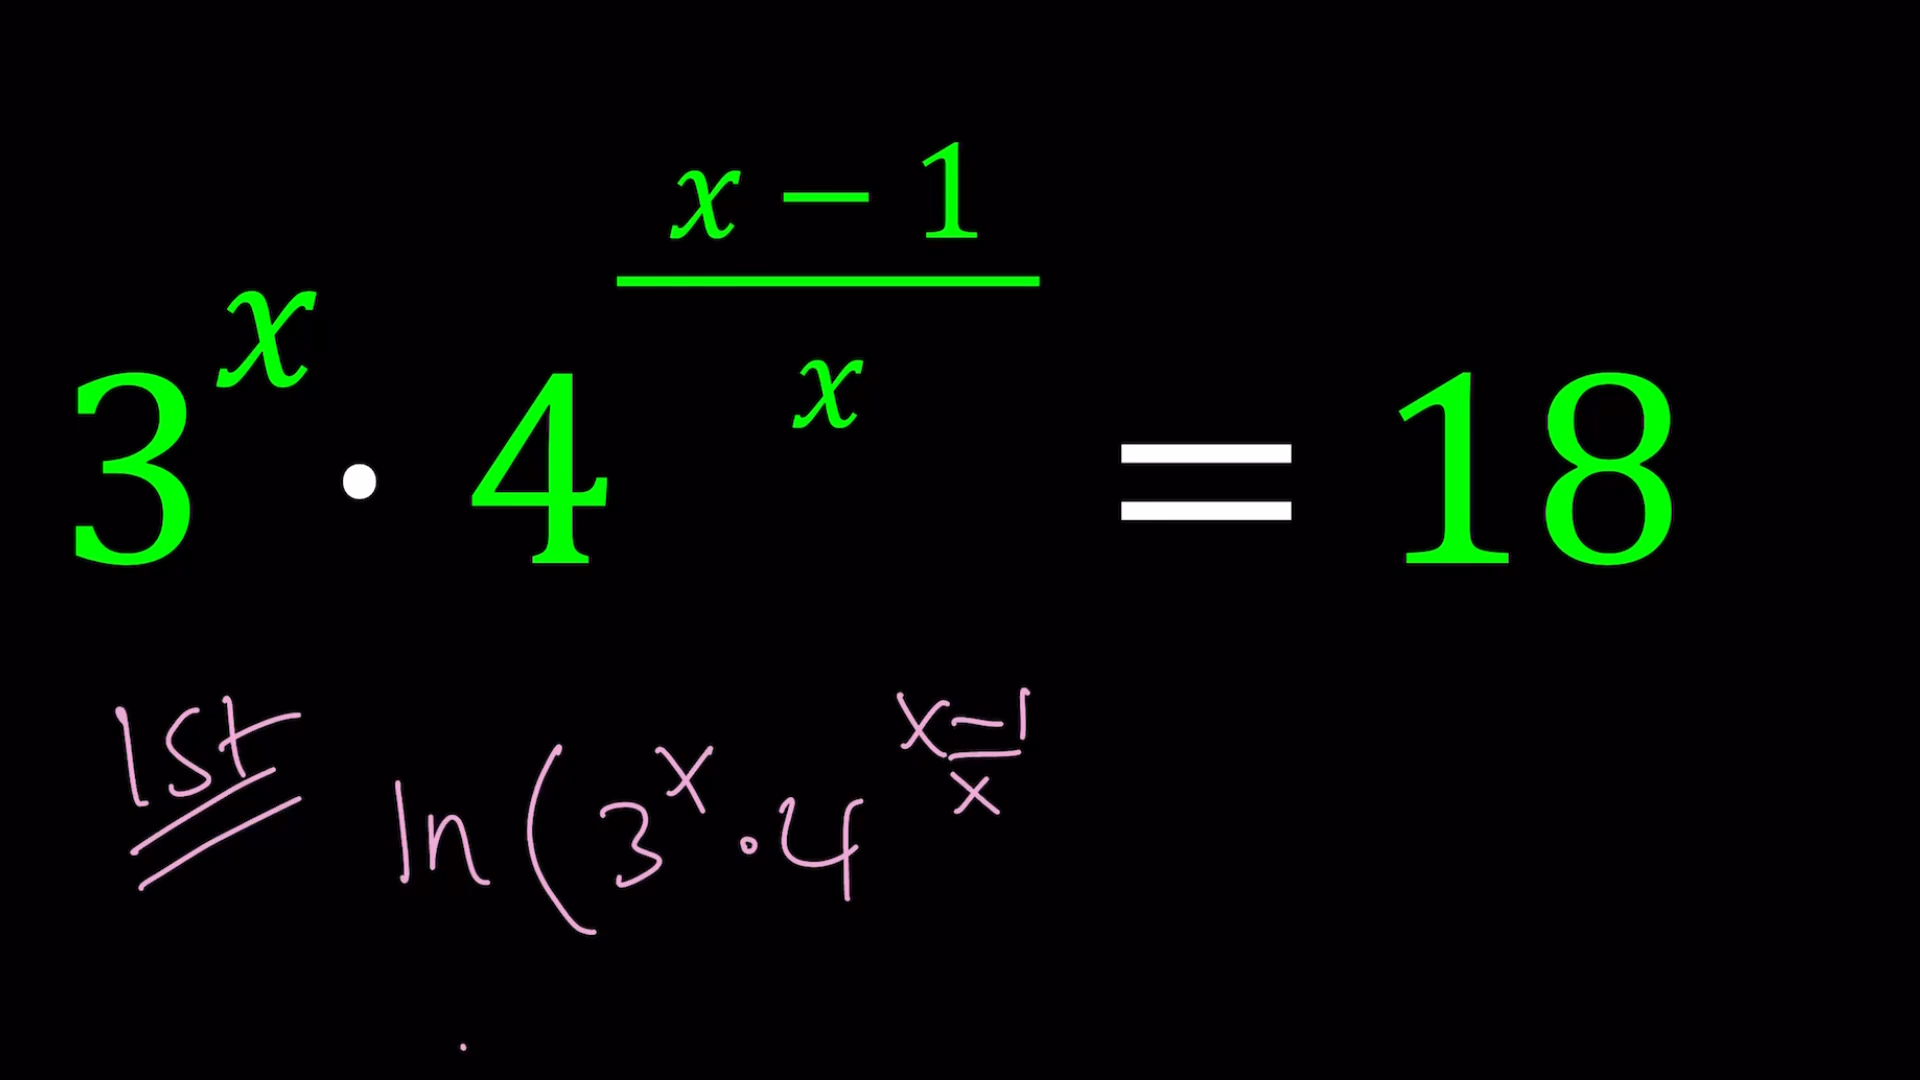 3^x · 4^((x − 1)/x) = 18
1st ln(3^x · 4^((x−1)/x)